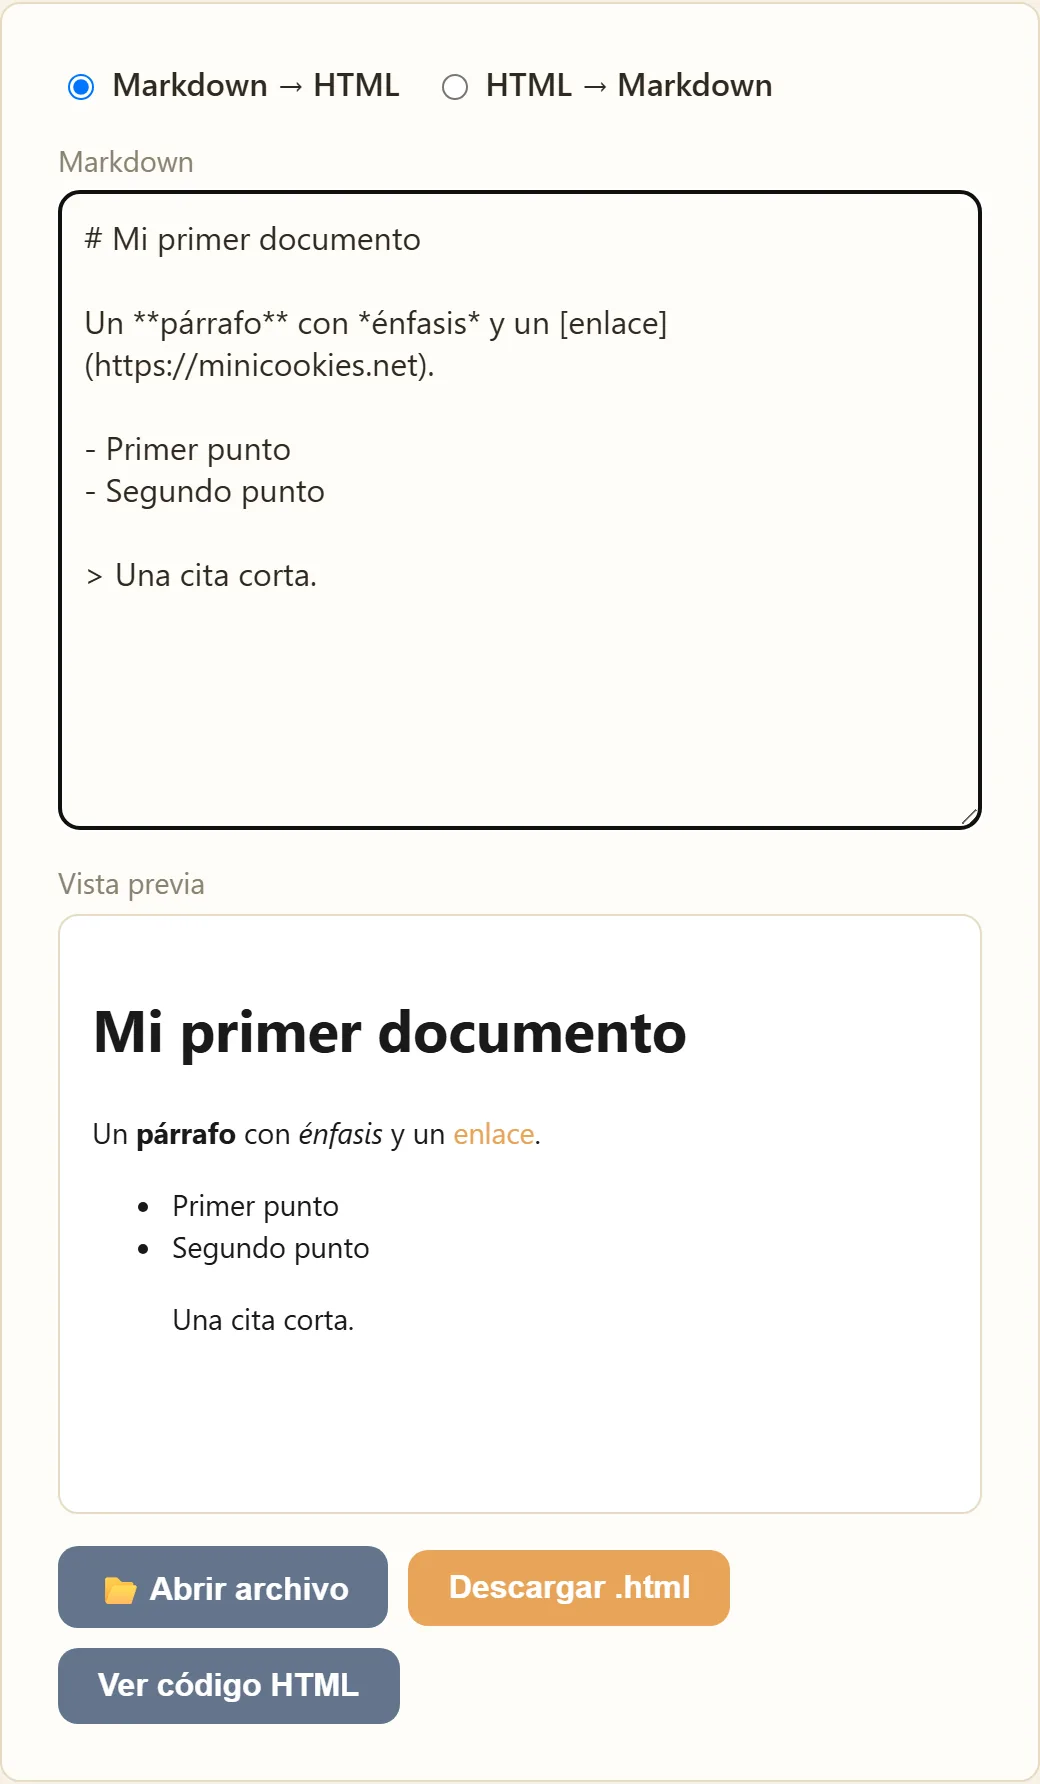 Markdown → HTML
HTML → Markdown
Markdown
# Mi primer documento
Un **párrafo** con *énfasis* y un [enlace]
(https://minicookies.net).
- Primer punto
- Segundo punto
> Una cita corta.
Vista previa
Mi primer documento
Un párrafo con énfasis y un enlace.
• Primer punto
• Segundo punto
Una cita corta.
Abrir archivo
Descargar .html
Ver código HTML